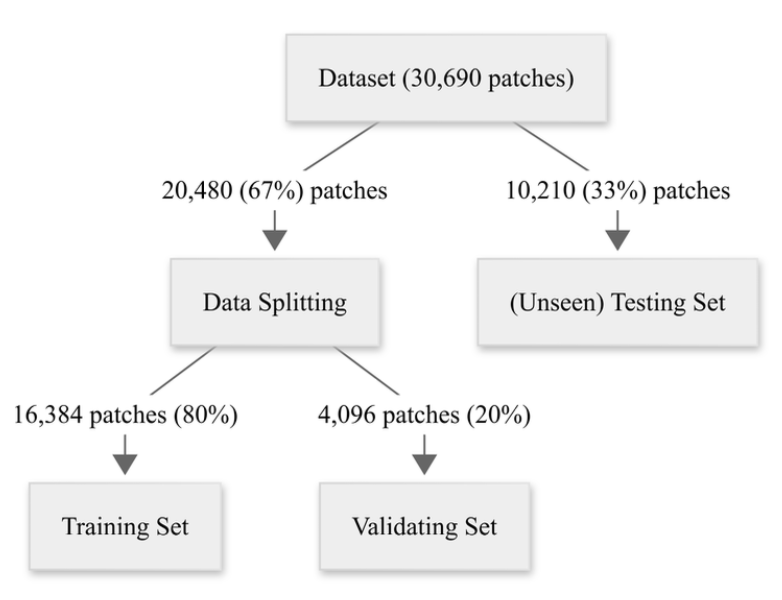 Dataset (30,690 patches)
20,480 (67%) patches
10,210 (33%) patches
Data Splitting
(Unseen) Testing Set
16,384 patches (80%)
4,096 patches (20%)
Training Set
Validating Set